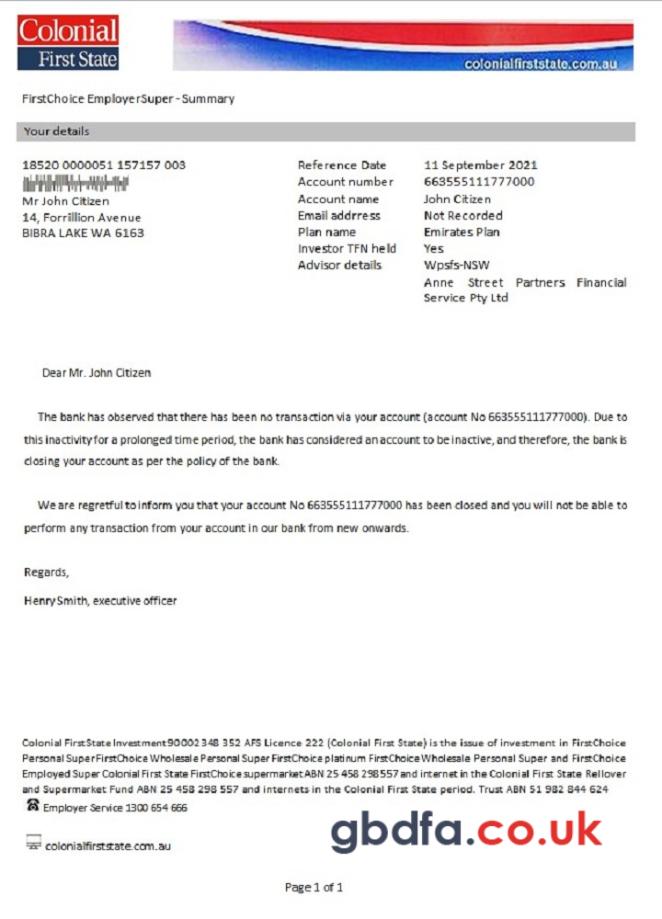 Colonial
First State
colonialfirststate.com.au
FirstChoice EmployerSuper - Summary
Your details
18520 0000051 157157 003
Mr John Citizen
14, Forrillion Avenue
BIBRA LAKE WA 6163
Reference Date 11 September 2021
Account number 663555111777000
Account name John Citizen
Email addrress Not Recorded
Plan name Emirates Plan
Investor TFN held Yes
Advisor details Wpsfs-NSW
Anne Street Partners Financial
Service Pty Ltd
Dear Mr. John Citizen
The bank has observed that there has been no transaction via your account (account No 663555111777000). Due to
this inactivity for a prolonged time period, the bank has considered an account to be inactive, and therefore, the bank is
closing your account as per the policy of the bank.
We are regretful to inform you that your account No 663555111777000 has been closed and you will not be able to
perform any transaction from your account in our bank from new onwards.
Regards,
Henry Smith, executive officer
Colonial First State Investment 90002 348 352 AFS Licence 222 (Colonial First State) is the issue of investment in FirstChoice
Personal Super FirstChoice Wholesale Personal Super FirstChoice platinum FirstChoice Wholesale Personal Super and FirstChoice
Employed Super Colonial First State FirstChoice supermarket ABN 25 458 298 557 and internet in the Colonial First State Rellover
and Supermarket Fund ABN 25 458 298 557 and internets in the Colonial First State period. Trust ABN 51 982 844 624
Employer Service 1300 654 666
gbdfa.co.uk
colonialfirststate.com.au
Page 1 of 1